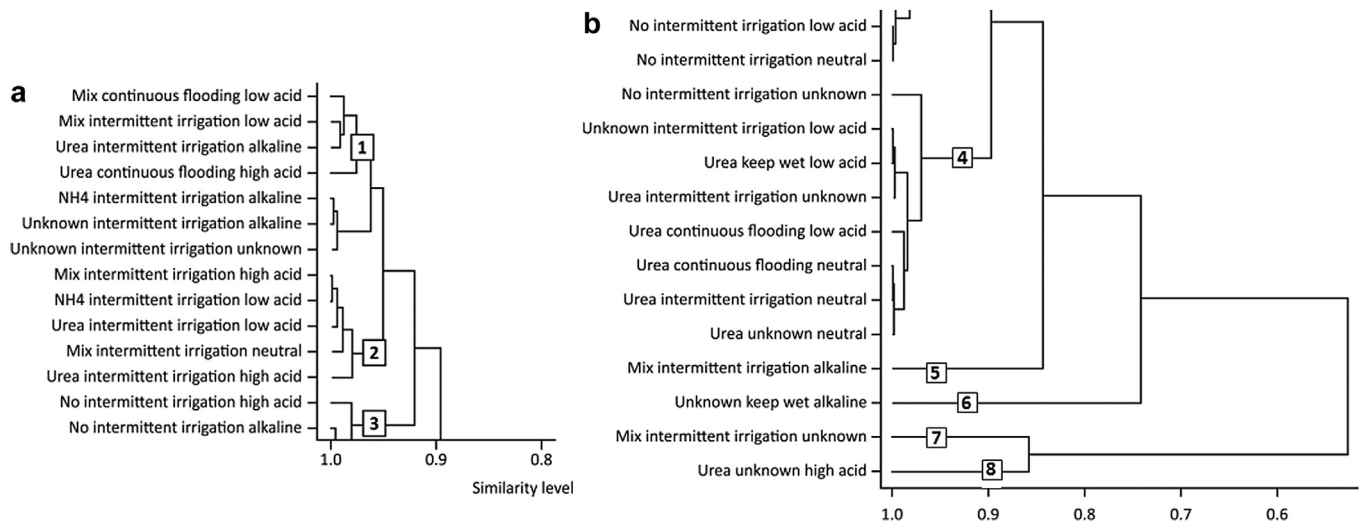 a
Mix continuous flooding low acid
Mix intermittent irrigation low acid
Urea intermittent irrigation alkaline
1
Urea continuous flooding high acid
NH4 intermittent irrigation alkaline
Unknown intermittent irrigation alkaline
Unknown intermittent irrigation unknown
Mix intermittent irrigation high acid
NH4 intermittent irrigation low acid
Urea intermittent irrigation low acid
Mix intermittent irrigation neutral
2
Urea intermittent irrigation high acid
No intermittent irrigation high acid
3
No intermittent irrigation alkaline
1.0 0.9 0.8
Similarity level
b
No intermittent irrigation low acid
No intermittent irrigation neutral
No intermittent irrigation unknown
Unknown intermittent irrigation low acid
4
Urea keep wet low acid
Urea intermittent irrigation unknown
Urea continuous flooding low acid
Urea continuous flooding neutral
Urea intermittent irrigation neutral
Urea unknown neutral
Mix intermittent irrigation alkaline
5
Unknown keep wet alkaline
6
Mix intermittent irrigation unknown
7
Urea unknown high acid
8
1.0 0.9 0.8 0.7 0.6